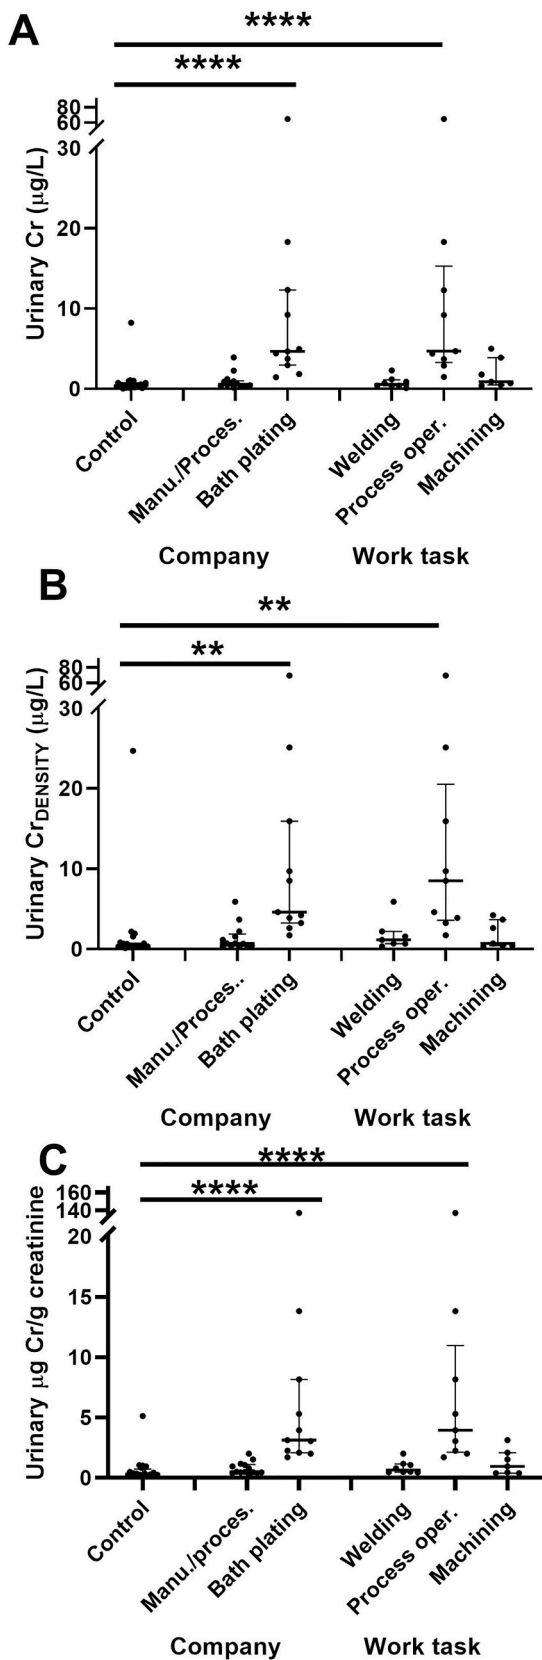 A
****
****
Urinary Cr (µg/L)
80
60
30
20
10
0
Control
Manu./Proces.
Bath plating
Welding
Process oper.
Machining
Company
Work task
B
**
**
Urinary CrDENSITY (µg/L)
80
60
30
20
10
0
Control
Manu./Proces..
Bath plating
Welding
Process oper.
Machining
Company
Work task
C
****
****
Urinary µg Cr/g creatinine
160
140
20
15
10
5
0
Control
Manu./proces.
Bath plating
Welding
Process oper.
Machining
Company
Work task